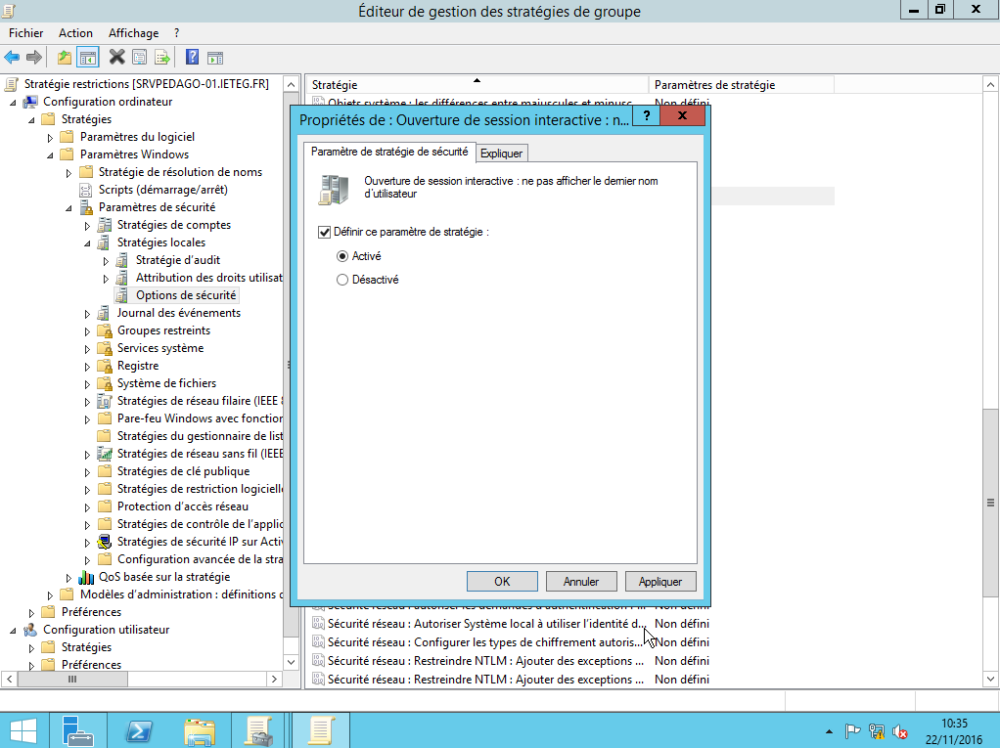 Éditeur de gestion des stratégies de groupe
Fichier Action Affichage ?
Stratégie restrictions [SRVPEDAGO-01.IETEG.FR]
Configuration ordinateur
Stratégies
Paramètres du logiciel
Paramètres Windows
Stratégie de résolution de noms
Scripts (démarrage/arrêt)
Paramètres de sécurité
Stratégies de comptes
Stratégies locales
Stratégie d'audit
Attribution des droits utilisat
Options de sécurité
Journal des événements
Groupes restreints
Services système
Registre
Système de fichiers
Stratégies de réseau filaire (IEEE 8
Pare-feu Windows avec fonction
Stratégies du gestionnaire de list
Stratégies de réseau sans fil (IEEE
Stratégies de clé publique
Stratégies de restriction logicielle
Protection d'accès réseau
Stratégies de contrôle de l'applic
Stratégies de sécurité IP sur Activ
Configuration avancée de la stra
QoS basée sur la stratégie
Modèles d'administration : définitions d
Préférences
Configuration utilisateur
Stratégies
Préférences
Stratégie Paramètres de stratégie
Objets système : les différences entre majuscules et minusc... Non défini
Propriétés de : Ouverture de session interactive : n... ? x
Paramètre de stratégie de sécurité Expliquer
Ouverture de session interactive : ne pas afficher le dernier nom
d'utilisateur
Définir ce paramètre de stratégie :
Activé
Désactivé
OK Annuler Appliquer
Sécurité réseau : Autoriser Système local à utiliser l'identité d... Non défini
Sécurité réseau : Configurer les types de chiffrement autoris... Non défini
Sécurité réseau : Restreindre NTLM : Ajouter des exceptions ... Non défini
Sécurité réseau : Restreindre NTLM : Ajouter des exceptions ... Non défini
10:35
22/11/2016